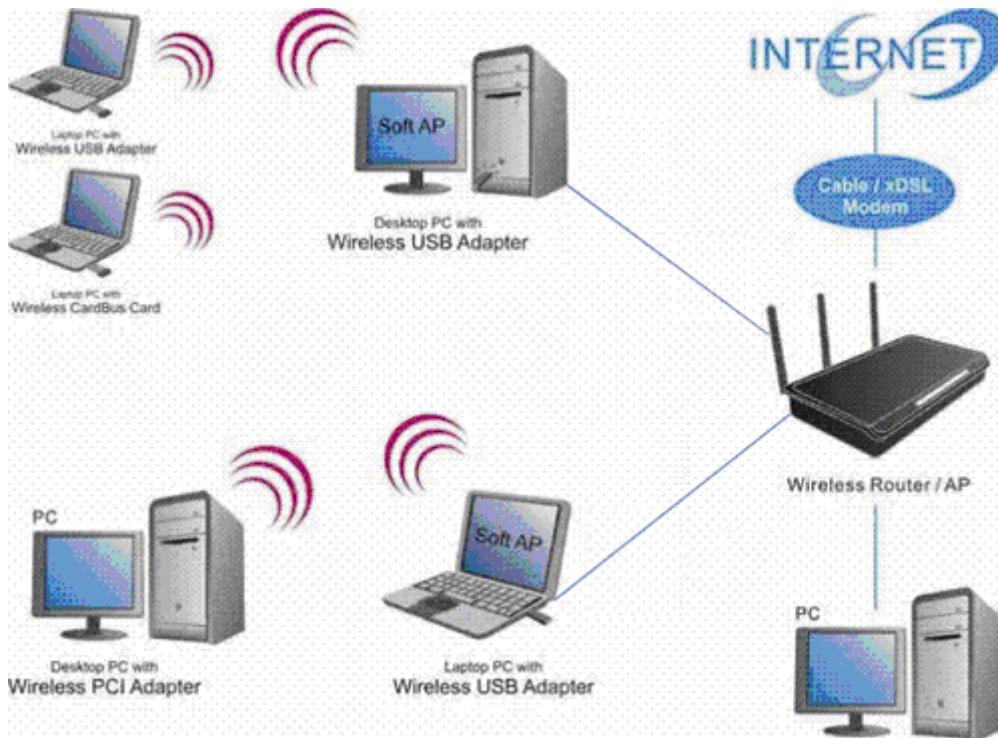 INTERNET
Soft AP
Laptop PC with
Wireless USB Adapter
Cable / xDSL
Modem
Desktop PC with
Wireless USB Adapter
Laptop PC with
Wireless CardBus Card
Wireless Router / AP
PC
Soft AP
PC
Desktop PC with
Wireless PCI Adapter
Laptop PC with
Wireless USB Adapter